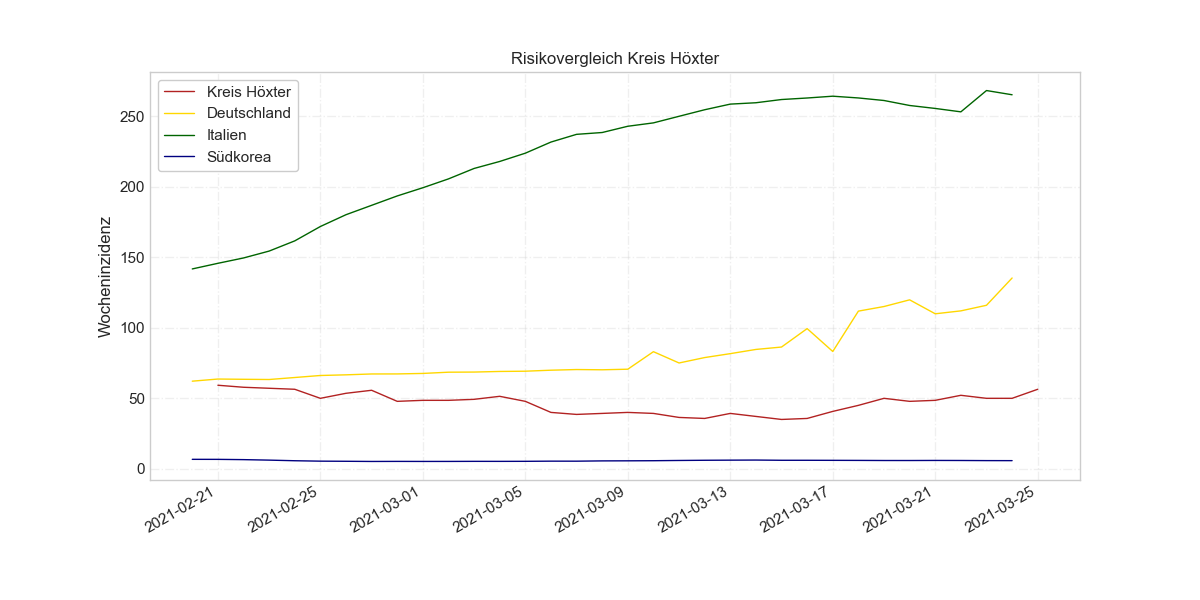 Risikovergleich Kreis Höxter
Kreis Höxter
Deutschland
Italien
Südkorea
Wocheninzidenz
250
200
150
100
50
0
2021-02-21
2021-02-25
2021-03-01
2021-03-05
2021-03-09
2021-03-13
2021-03-17
2021-03-21
2021-03-25